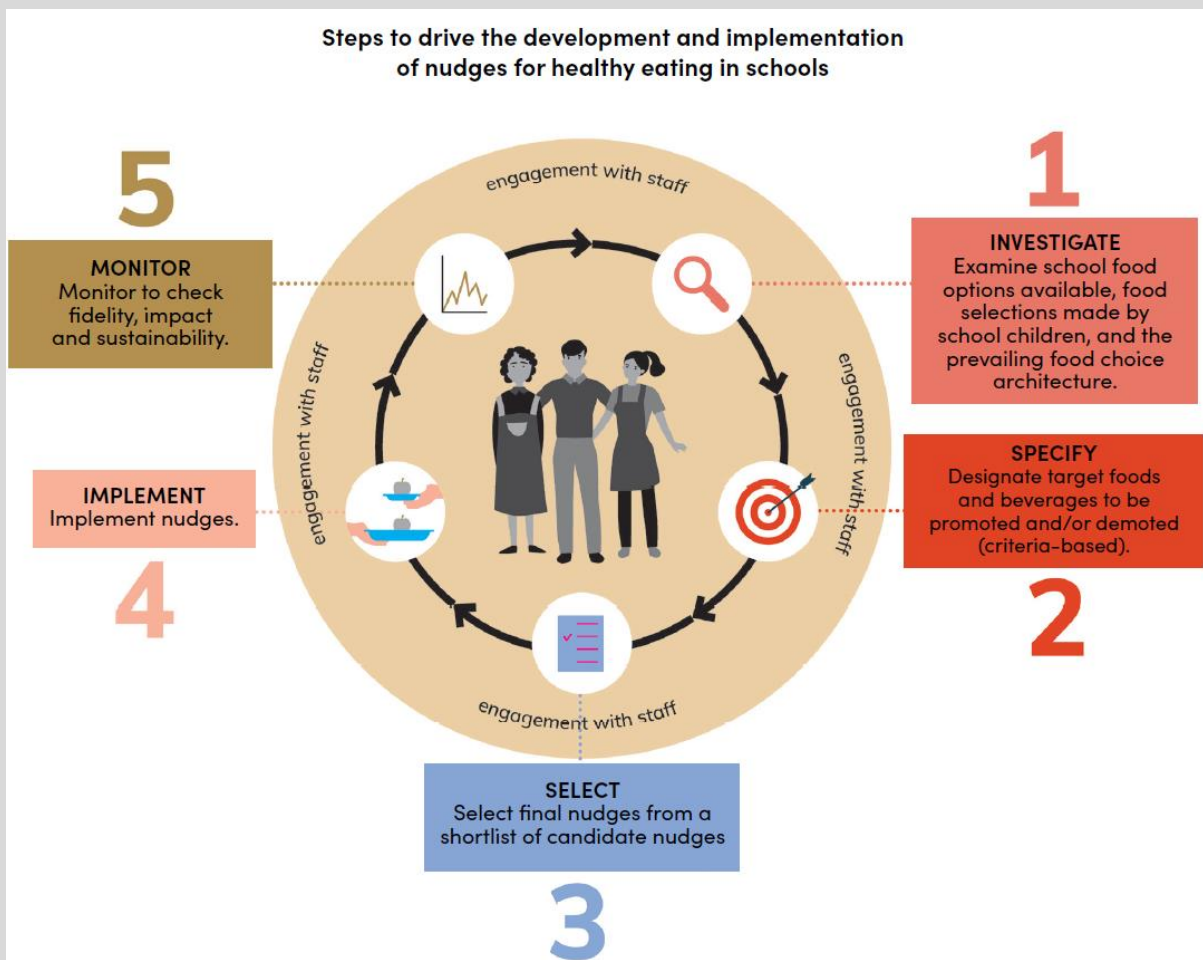 Steps to drive the development and implementation
of nudges for healthy eating in schools
engagement with staff
1
INVESTIGATE
Examine school food
options available, food
selections made by
school children, and the
prevailing food choice
architecture.
engagement with staff
SPECIFY
Designate target foods
and beverages to be
promoted and/or demoted
(criteria-based).
2
engagement with staff
SELECT
Select final nudges from a
shortlist of candidate nudges
3
IMPLEMENT
Implement nudges.
4
engagement with staff
5
MONITOR
Monitor to check
fidelity, impact
and sustainability.